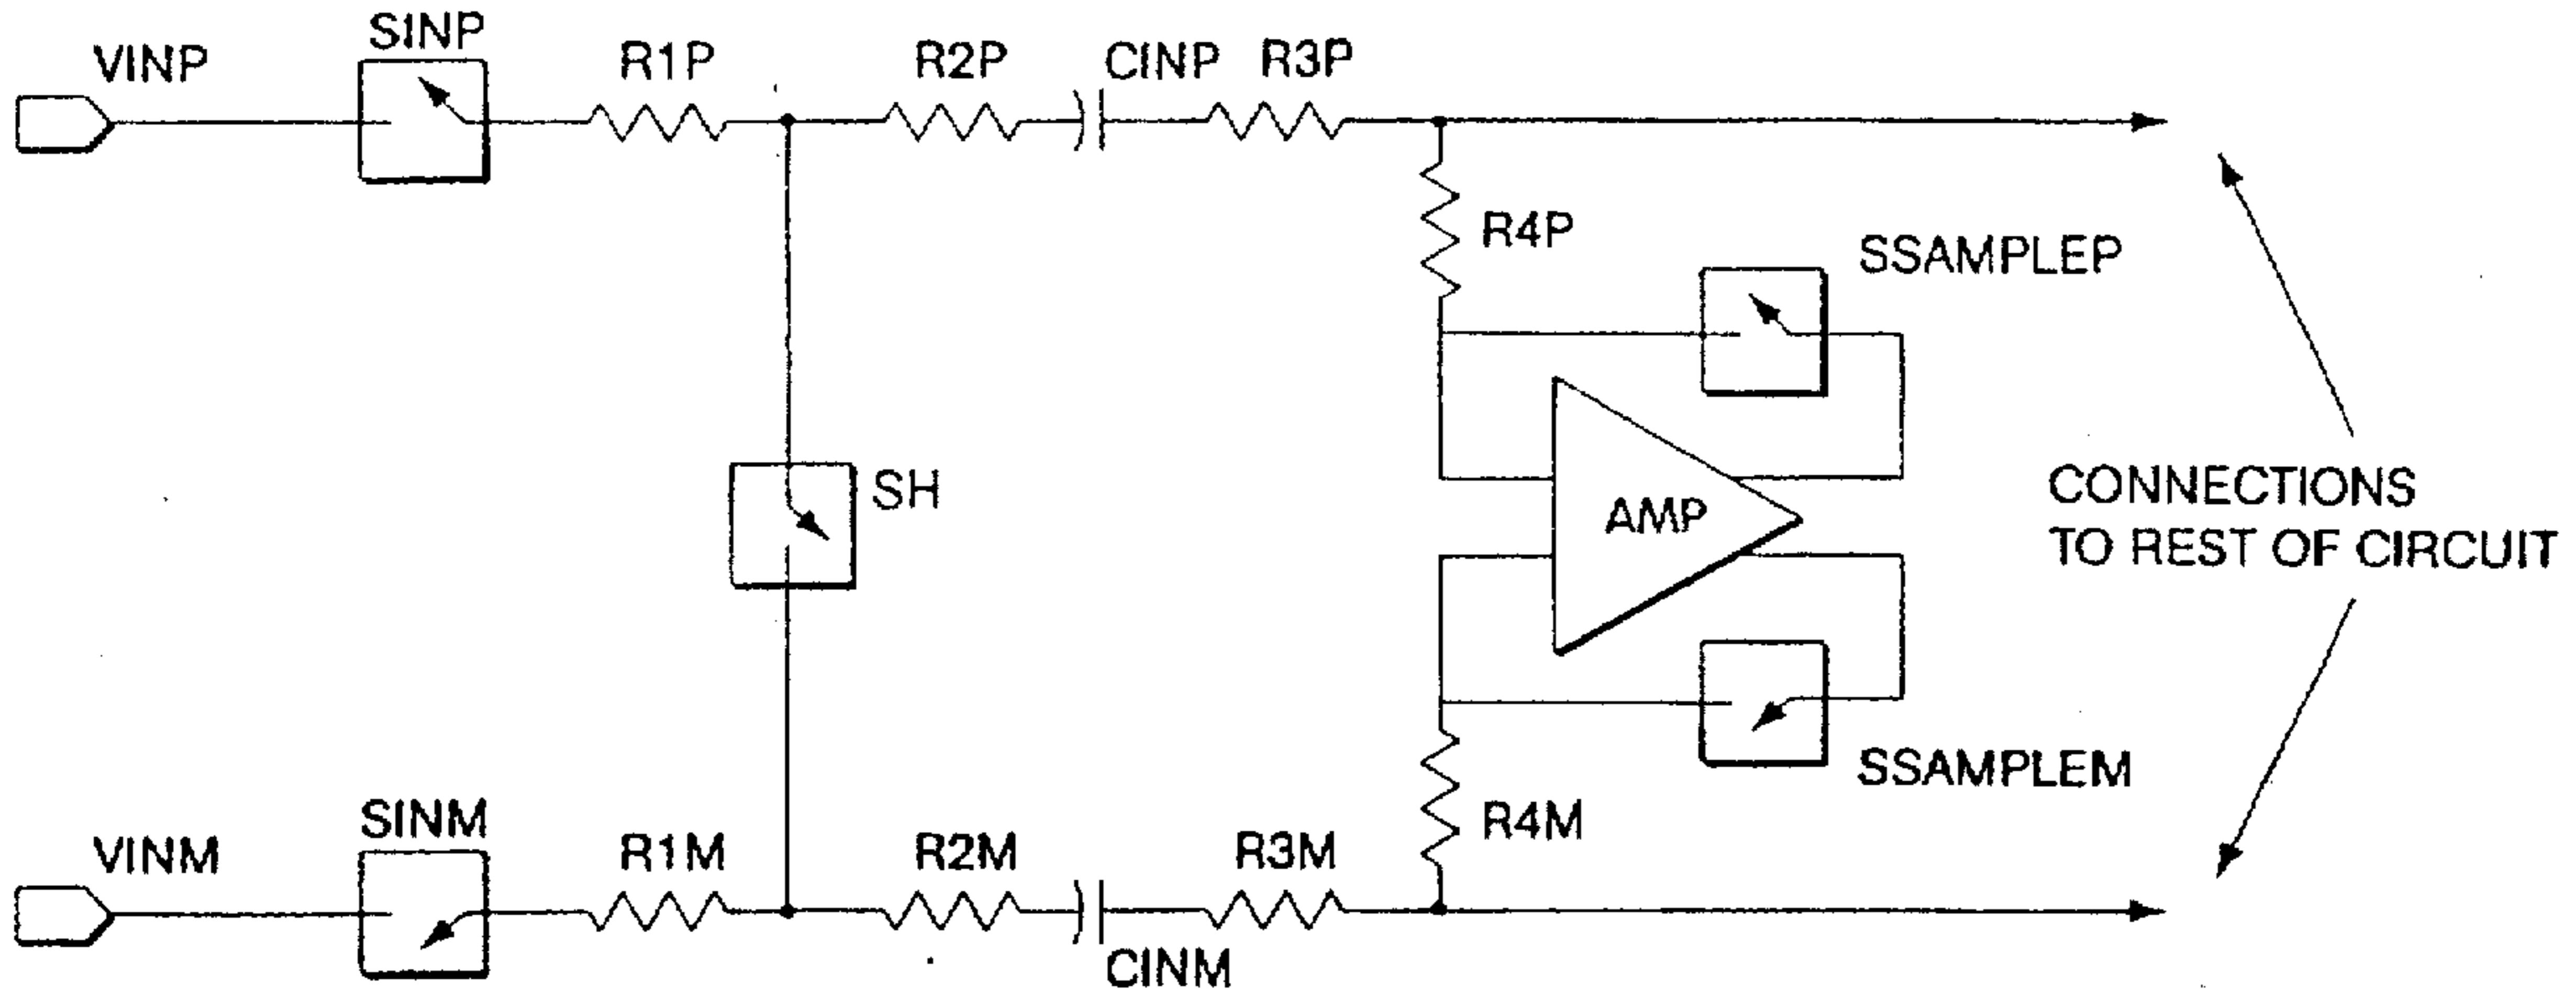 SINP
VINP
R1P
R2P
CINP
R3P
R4P
SSAMPLEP
SH
AMP
CONNECTIONS
TO REST OF CIRCUIT
SSAMPLEM
R4M
SINM
VINM
R1M
R2M
R3M
CINM